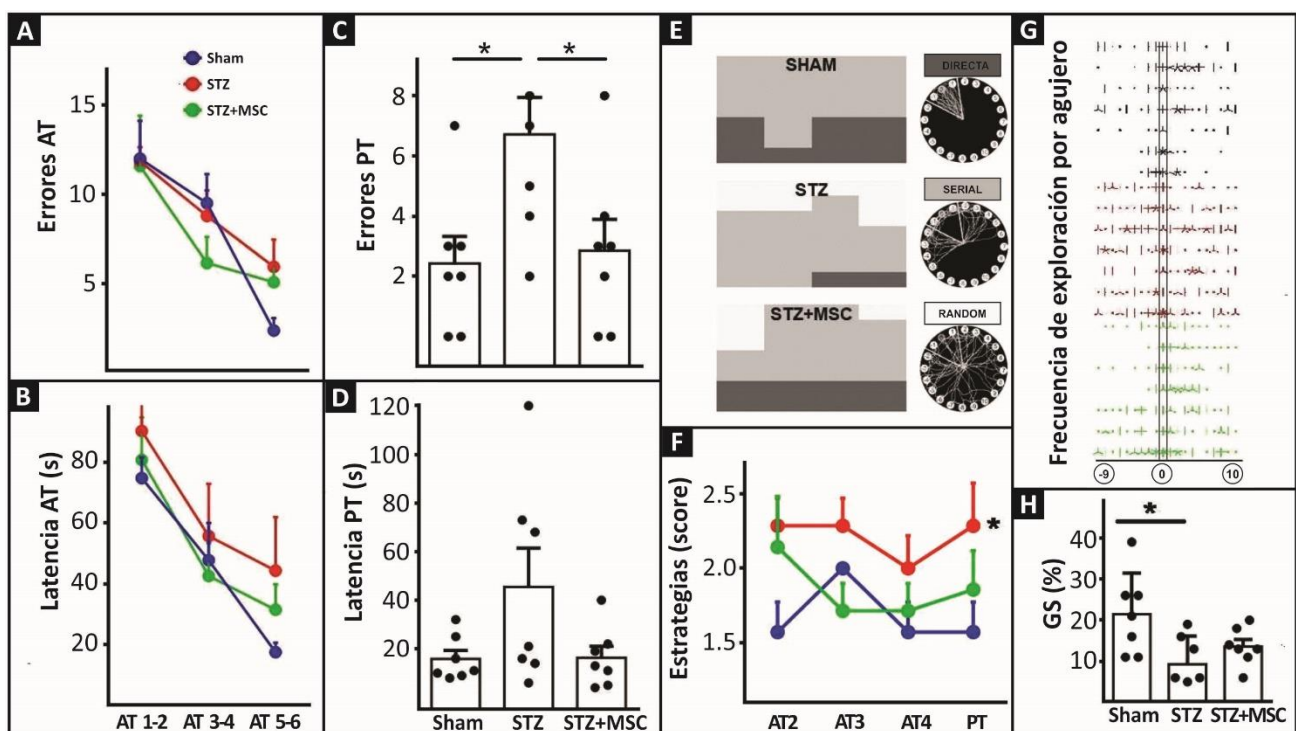 A
Sham
STZ
STZ+MSC
Errores AT
15
10
5
B
Latencia AT (s)
80
60
40
20
AT 1-2 AT 3-4 AT 5-6
C
* *
Errores PT
8
6
4
2
D
Latencia PT (s)
120
100
80
60
40
20
Sham STZ STZ+MSC
E
SHAM
DIRECTA
STZ
SERIAL
STZ+MSC
RANDOM
F
Estrategias (score)
2.5
2.0
1.5
*
AT2 AT3 AT4 PT
G
Frecuencia de exploración por agujero
-9 0 10
H
*
GS (%)
40
30
20
10
Sham STZ STZ+MSC